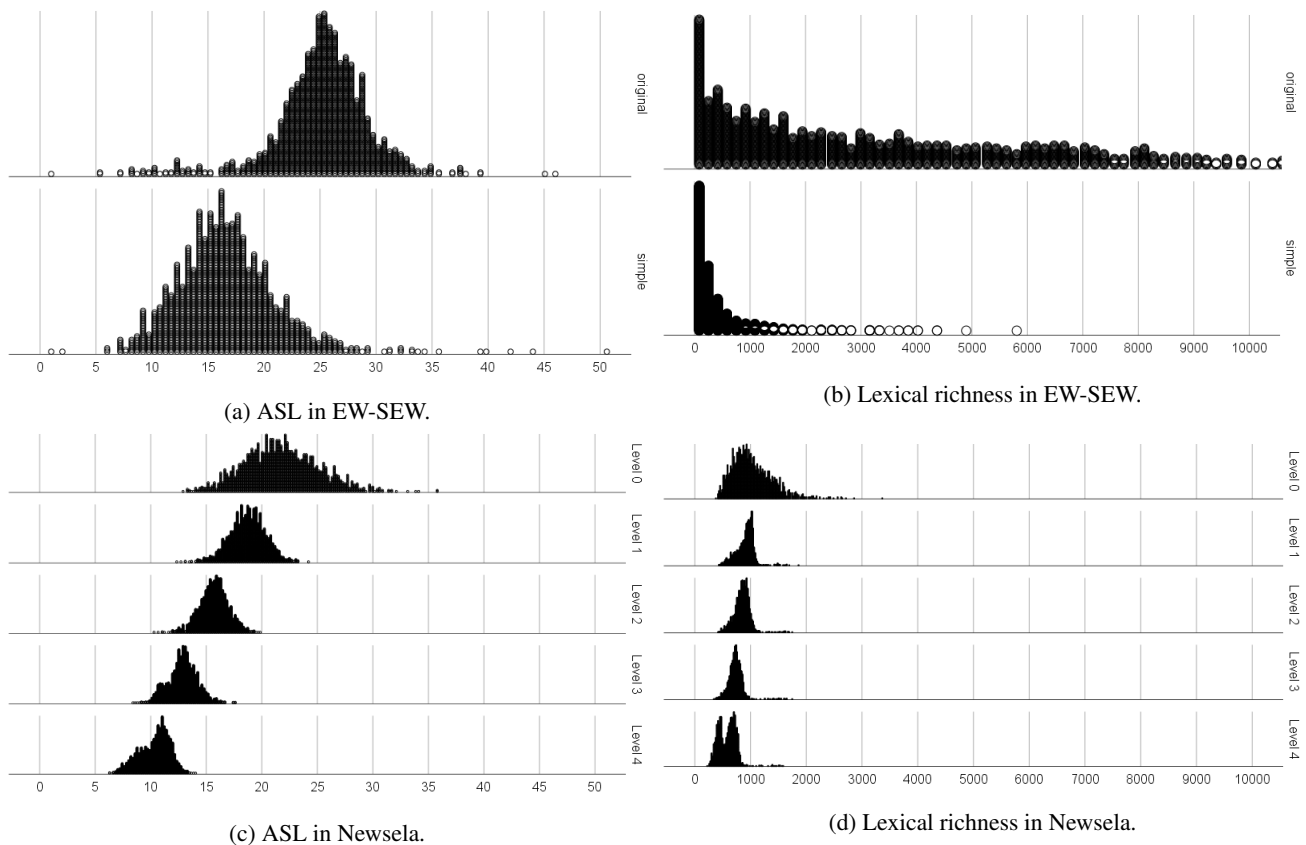 original
simple
0 5 10 15 20 25 30 35 40 45 50
(a) ASL in EW-SEW.
original
simple
0 1000 2000 3000 4000 5000 6000 7000 8000 9000 10000
(b) Lexical richness in EW-SEW.
Level 0
Level 1
Level 2
Level 3
Level 4
0 5 10 15 20 25 30 35 40 45 50
(c) ASL in Newsela.
Level 0
Level 1
Level 2
Level 3
Level 4
0 1000 2000 3000 4000 5000 6000 7000 8000 9000 10000
(d) Lexical richness in Newsela.